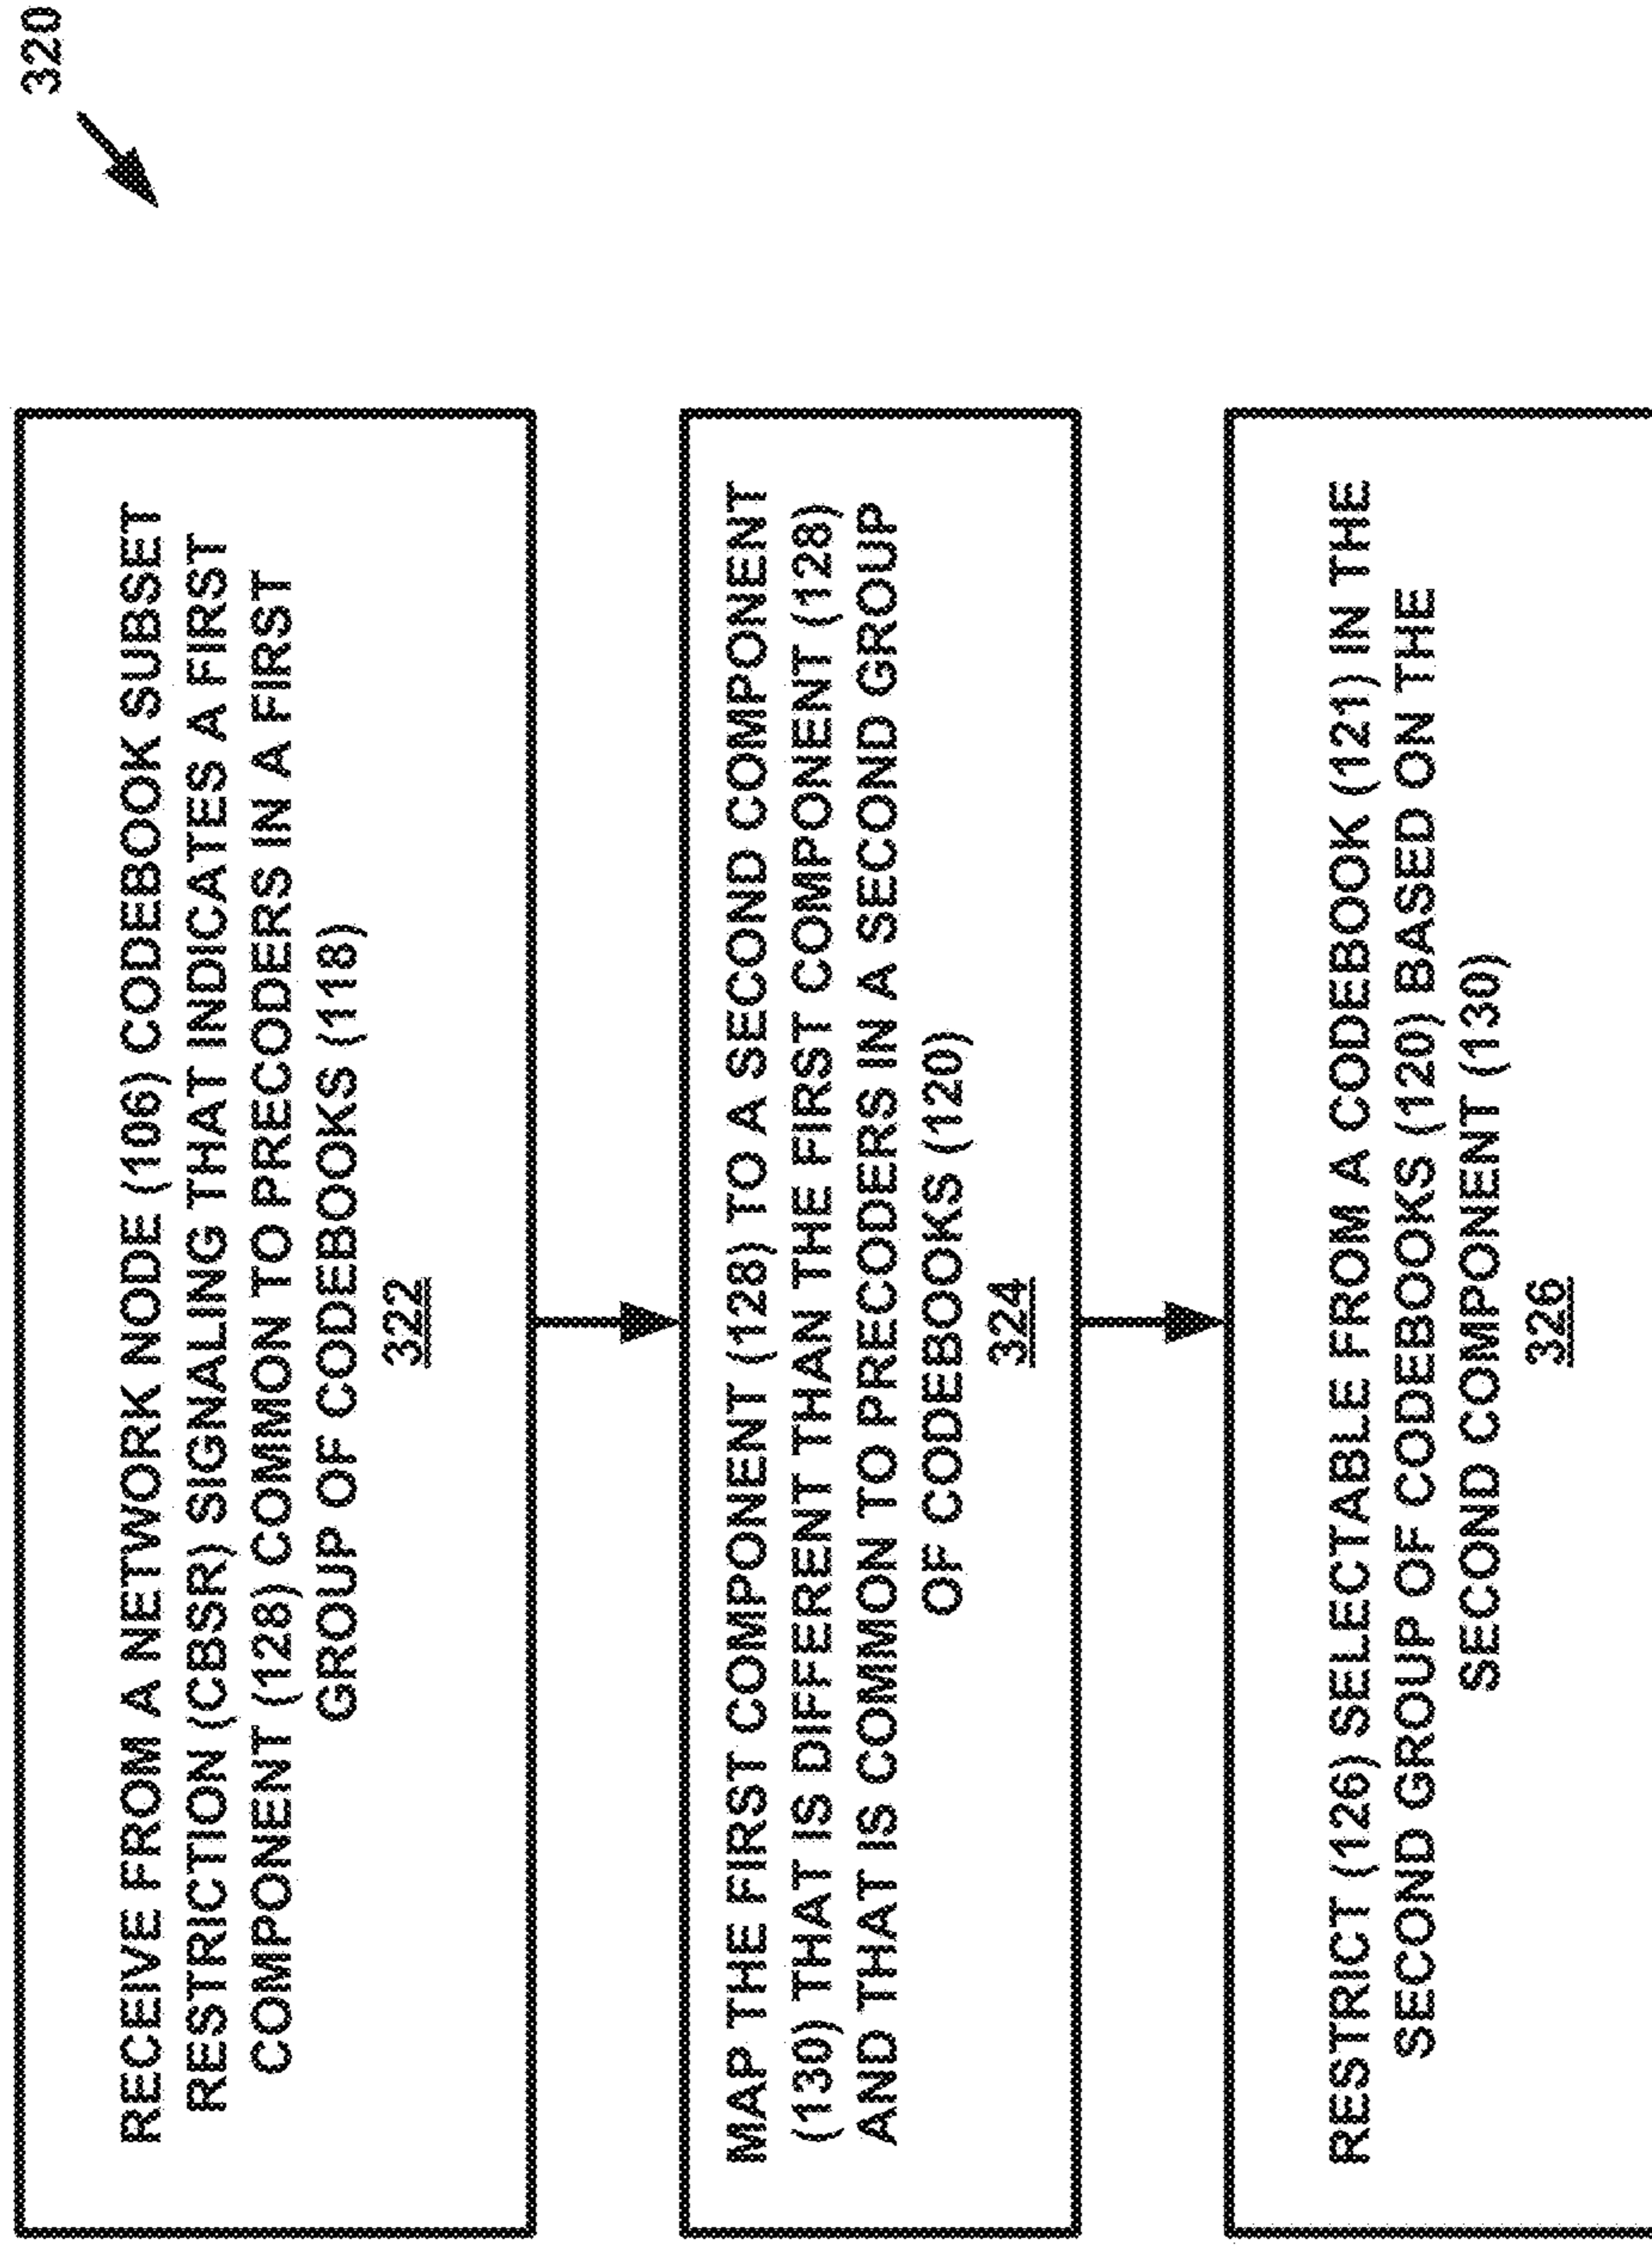 320
RECEIVE FROM A NETWORK NODE (106) CODEBOOK SUBSET
RESTRICTION (CBSR) SIGNALING THAT INDICATES A FIRST
COMPONENT (128) COMMON TO PRECODERS IN A FIRST
GROUP OF CODEBOOKS (118)
322
MAP THE FIRST COMPONENT (128) TO A SECOND COMPONENT
(130) THAT IS DIFFERENT THAN THE FIRST COMPONENT (128)
AND THAT IS COMMON TO PRECODERS IN A SECOND GROUP
OF CODEBOOKS (120)
324
RESTRICT (126) SELECTABLE FROM A CODEBOOK (121) IN THE
SECOND GROUP OF CODEBOOKS (120) BASED ON THE
SECOND COMPONENT (130)
326